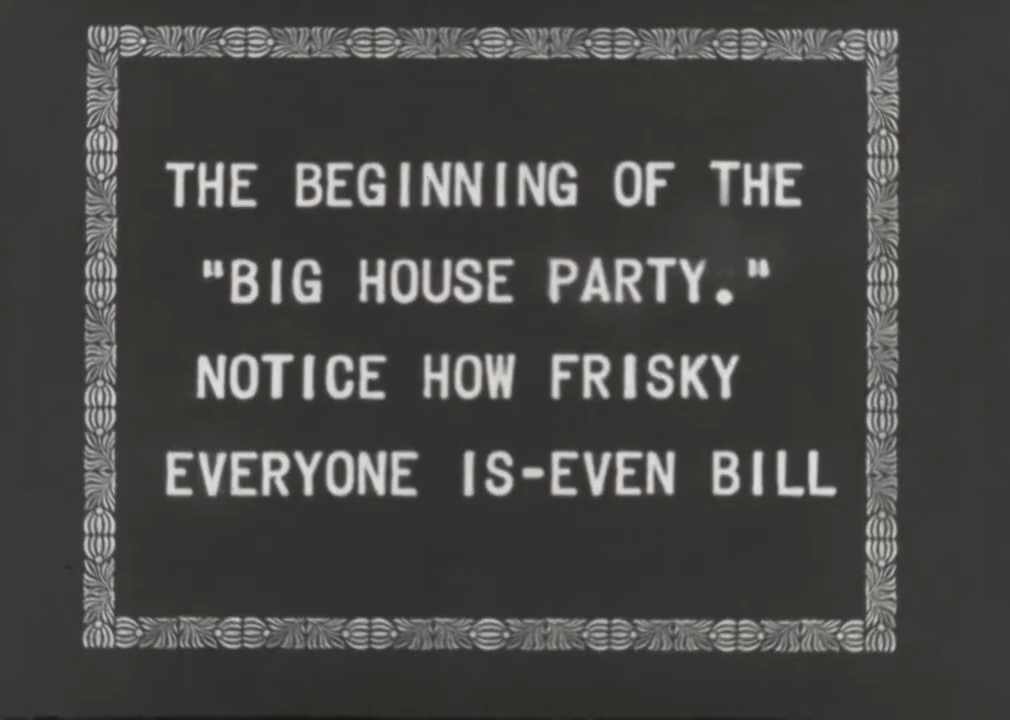 THE BEGINNING OF THE
"BIG HOUSE PARTY."
NOTICE HOW FRISKY
EVERYONE IS-EVEN BILL